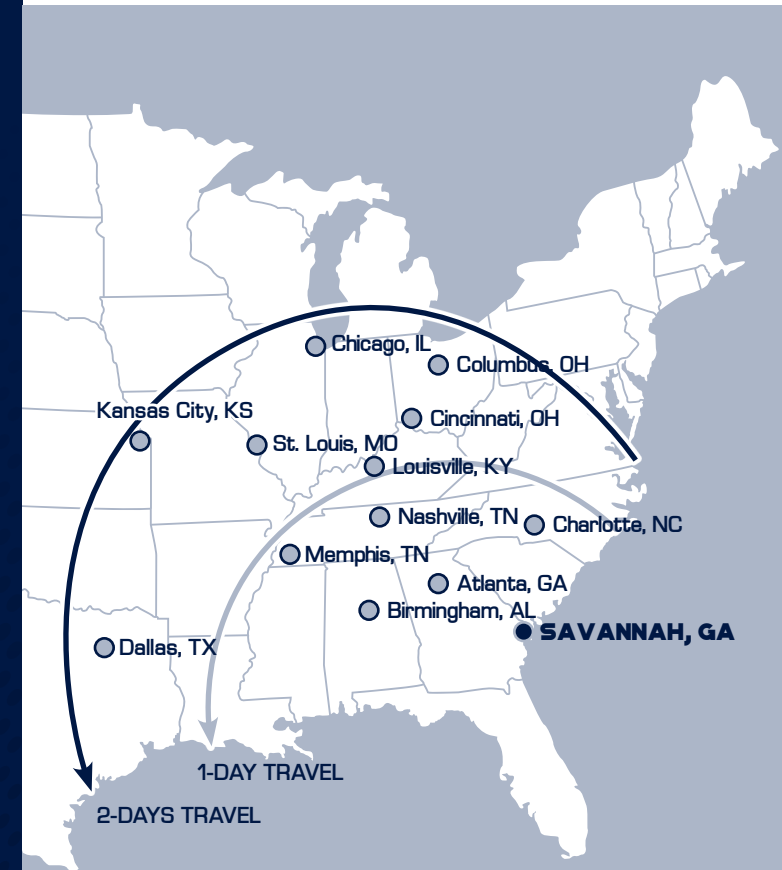 Chicago, IL
Columbus, OH
Kansas City, KS
Cincinnati, OH
St. Louis, MO
Louisville, KY
Nashville, TN
Charlotte, NC
Memphis, TN
Atlanta, GA
Birmingham, AL
SAVANNAH, GA
Dallas, TX
1-DAY TRAVEL
2-DAYS TRAVEL